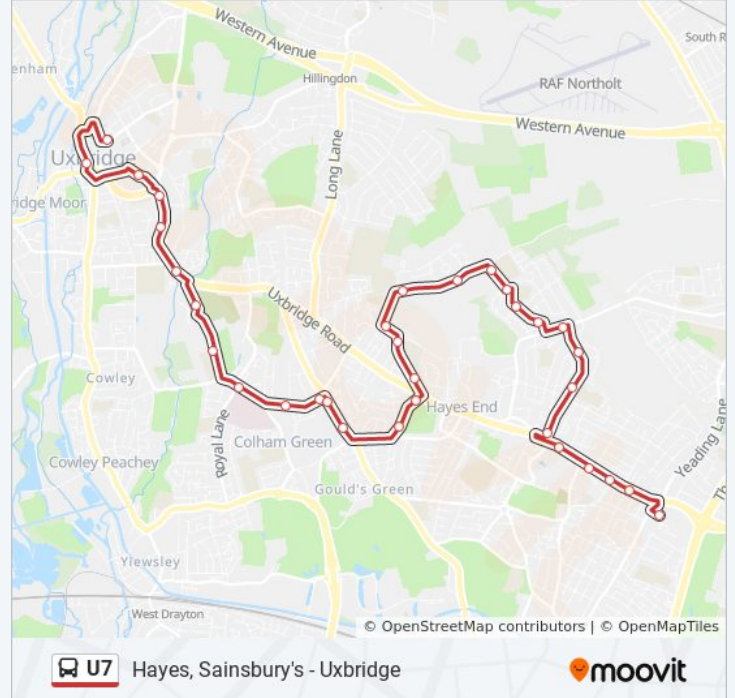 Western Avenue
South R
enham
Hillingdon
RAF Northolt
Western Avenue
Uxbridge
Long Lane
ridge Moor
Uxbridge Road
Cowley
Hayes End
Royal Lane
Colham Green
Yeading Lane
Cowley Peachey
Gould's Green
Th
Yiewsley
West Drayton
© OpenStreetMap contributors | © OpenMapTiles
U7 Hayes, Sainsbury's - Uxbridge
moovit